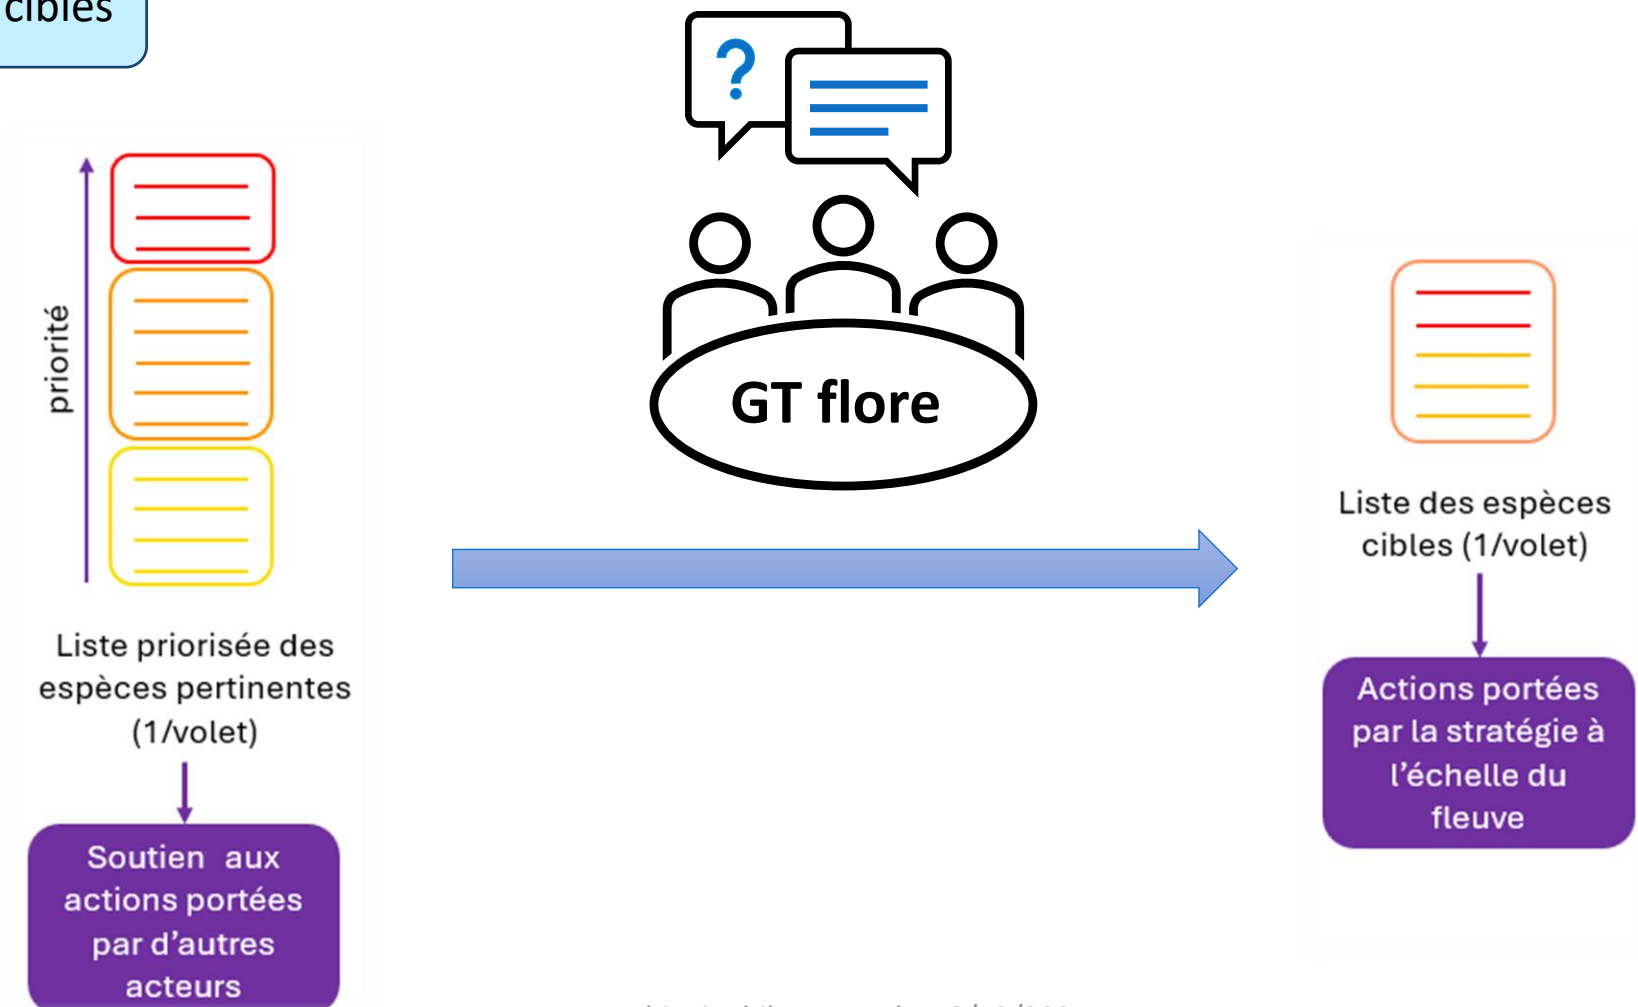 cibles
?
priorité
GT flore
Liste priorisée des
espèces pertinentes
(1/volet)
Soutien aux
actions portées
par d'autres
acteurs
Liste des espèces
cibles (1/volet)
Actions portées
par la stratégie à
l'échelle du
fleuve